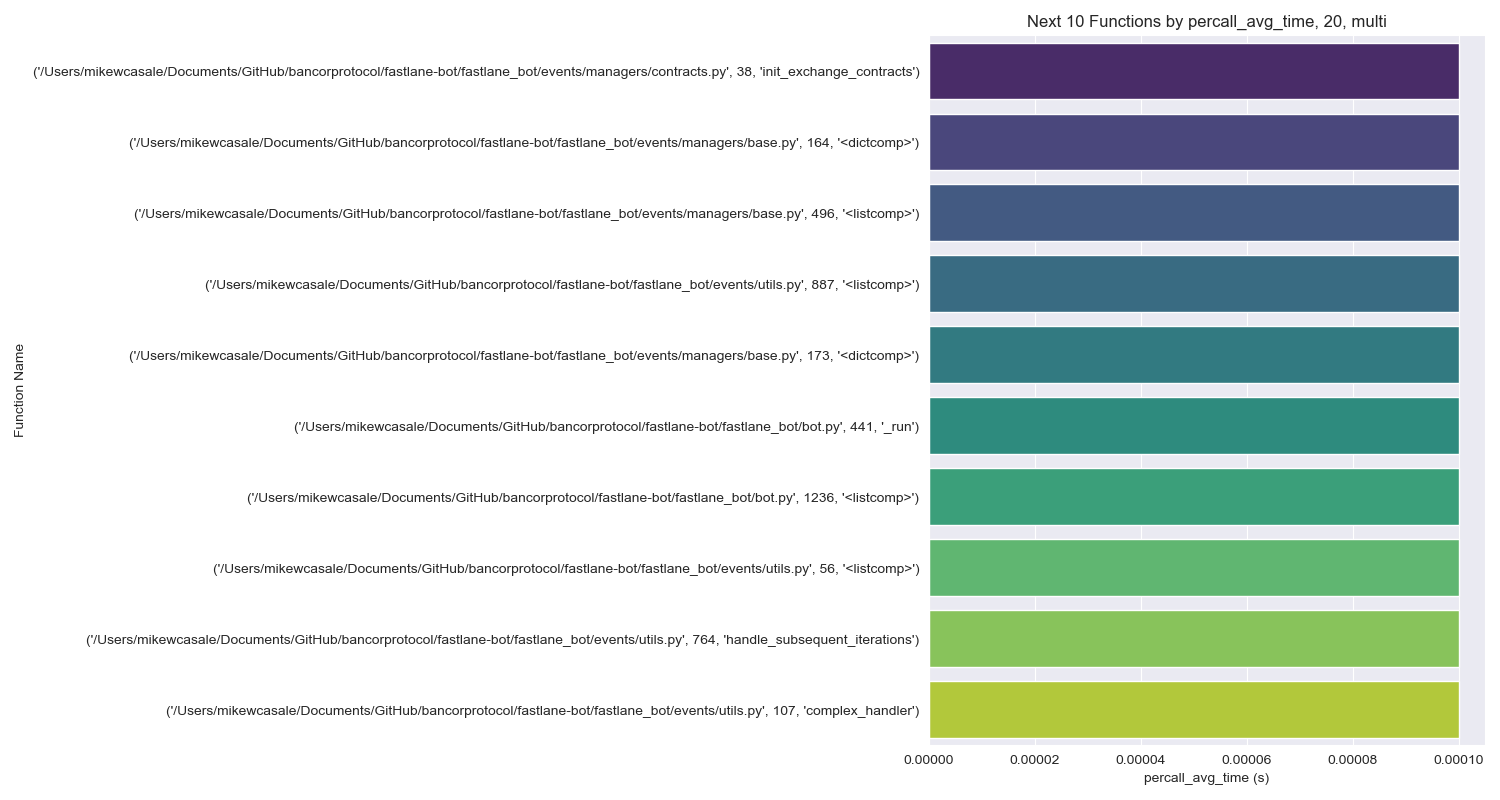 Next 10 Functions by percall_avg_time, 20, multi
('/Users/mikewcasale/Documents/GitHub/bancorprotocol/fastlane-bot/fastlane_bot/events/managers/contracts.py', 38, 'init_exchange_contracts')
('/Users/mikewcasale/Documents/GitHub/bancorprotocol/fastlane-bot/fastlane_bot/events/managers/base.py', 164, '<dictcomp>')
('/Users/mikewcasale/Documents/GitHub/bancorprotocol/fastlane-bot/fastlane_bot/events/managers/base.py', 496, '<listcomp>')
('/Users/mikewcasale/Documents/GitHub/bancorprotocol/fastlane-bot/fastlane_bot/events/utils.py', 887, '<listcomp>')
('/Users/mikewcasale/Documents/GitHub/bancorprotocol/fastlane-bot/fastlane_bot/events/managers/base.py', 173, '<dictcomp>')
('/Users/mikewcasale/Documents/GitHub/bancorprotocol/fastlane-bot/fastlane_bot/bot.py', 441, '_run')
('/Users/mikewcasale/Documents/GitHub/bancorprotocol/fastlane-bot/fastlane_bot/bot.py', 1236, '<listcomp>')
('/Users/mikewcasale/Documents/GitHub/bancorprotocol/fastlane-bot/fastlane_bot/events/utils.py', 56, '<listcomp>')
('/Users/mikewcasale/Documents/GitHub/bancorprotocol/fastlane-bot/fastlane_bot/events/utils.py', 764, 'handle_subsequent_iterations')
('/Users/mikewcasale/Documents/GitHub/bancorprotocol/fastlane-bot/fastlane_bot/events/utils.py', 107, 'complex_handler')
Function Name
0.00000 0.00002 0.00004 0.00006 0.00008 0.00010
percall_avg_time (s)